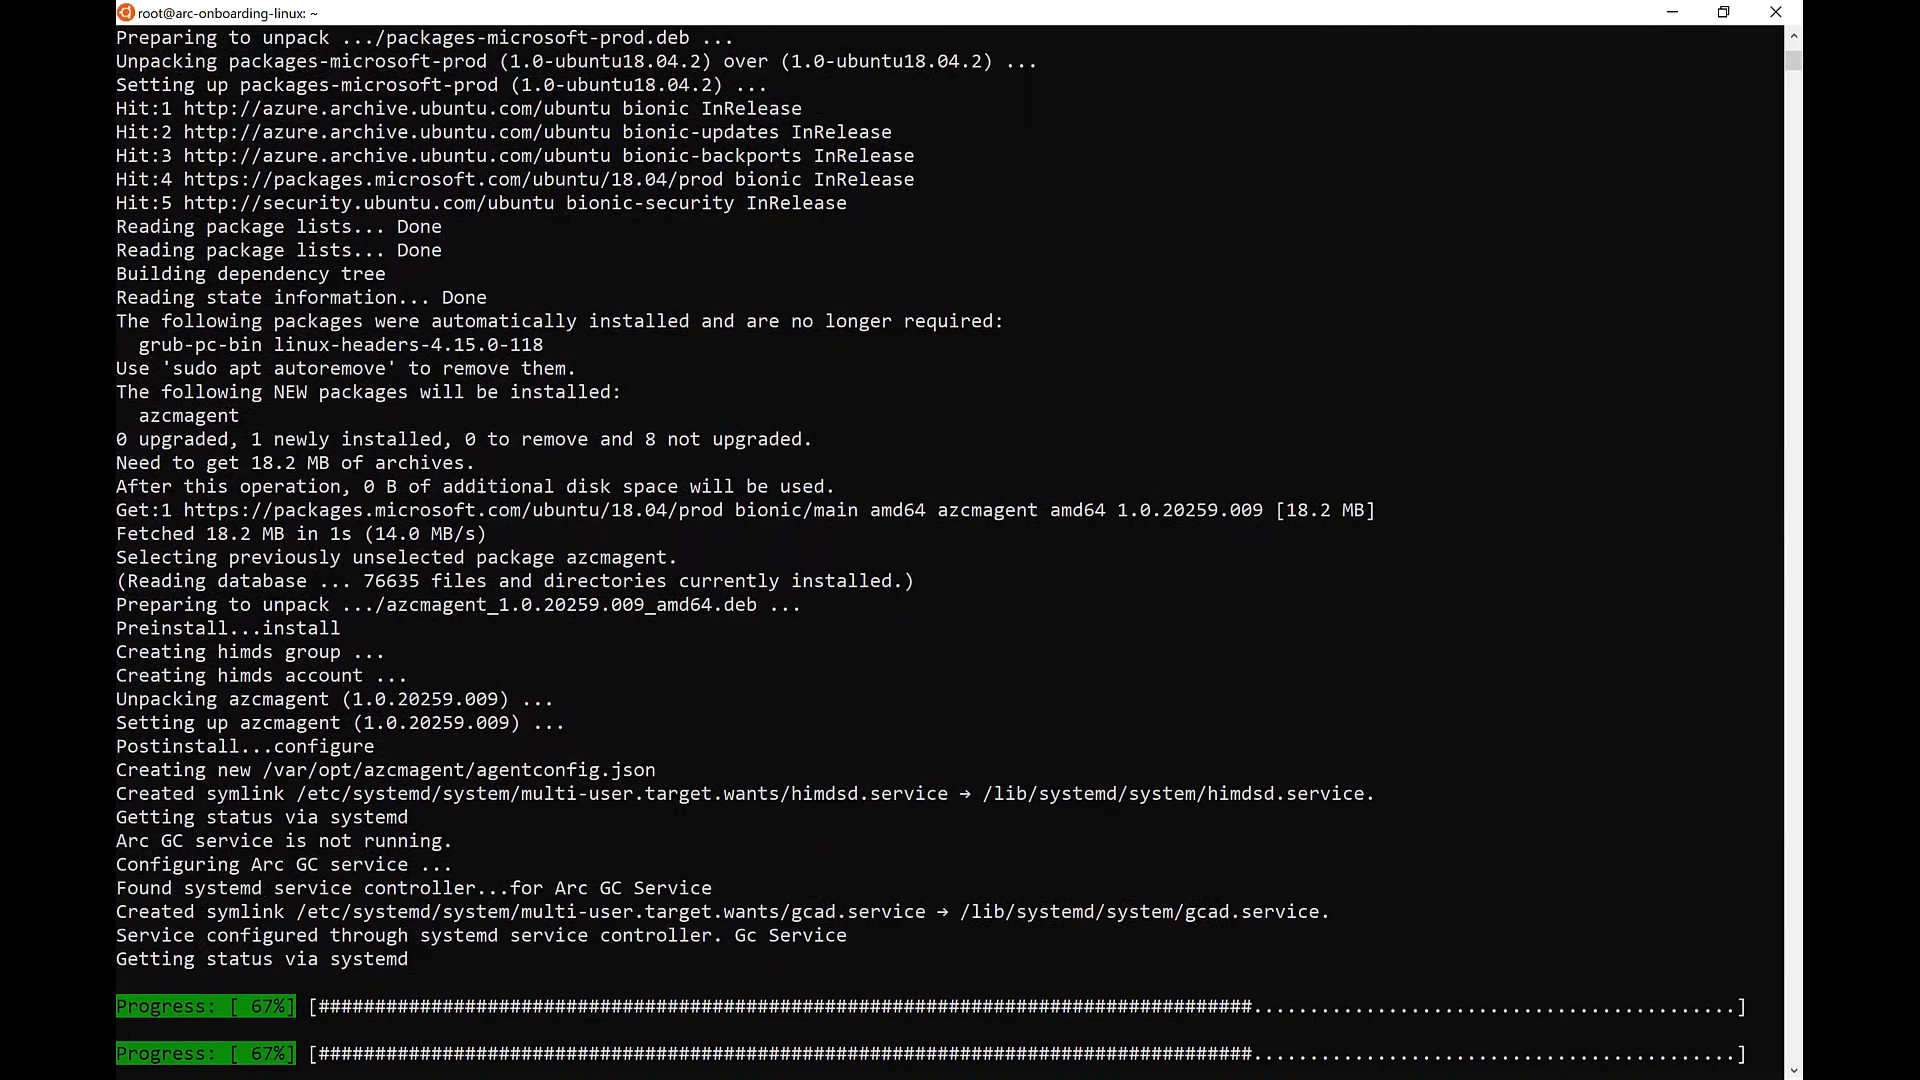 root@arc-onboarding-linux: ~
Preparing to unpack .../packages-microsoft-prod.deb ...
Unpacking packages-microsoft-prod (1.0-ubuntu18.04.2) over (1.0-ubuntu18.04.2) ...
Setting up packages-microsoft-prod (1.0-ubuntu18.04.2) ...
Hit:1 http://azure.archive.ubuntu.com/ubuntu bionic InRelease
Hit:2 http://azure.archive.ubuntu.com/ubuntu bionic-updates InRelease
Hit:3 http://azure.archive.ubuntu.com/ubuntu bionic-backports InRelease
Hit:4 https://packages.microsoft.com/ubuntu/18.04/prod bionic InRelease
Hit:5 http://security.ubuntu.com/ubuntu bionic-security InRelease
Reading package lists... Done
Reading package lists... Done
Building dependency tree
Reading state information... Done
The following packages were automatically installed and are no longer required:
  grub-pc-bin linux-headers-4.15.0-118
Use 'sudo apt autoremove' to remove them.
The following NEW packages will be installed:
  azcmagent
0 upgraded, 1 newly installed, 0 to remove and 8 not upgraded.
Need to get 18.2 MB of archives.
After this operation, 0 B of additional disk space will be used.
Get:1 https://packages.microsoft.com/ubuntu/18.04/prod bionic/main amd64 azcmagent amd64 1.0.20259.009 [18.2 MB]
Fetched 18.2 MB in 1s (14.0 MB/s)
Selecting previously unselected package azcmagent.
(Reading database ... 76635 files and directories currently installed.)
Preparing to unpack .../azcmagent_1.0.20259.009_amd64.deb ...
Preinstall...install
Creating himds group ...
Creating himds account ...
Unpacking azcmagent (1.0.20259.009) ...
Setting up azcmagent (1.0.20259.009) ...
Postinstall...configure
Creating new /var/opt/azcmagent/agentconfig.json
Created symlink /etc/systemd/system/multi-user.target.wants/himdsd.service → /lib/systemd/system/himdsd.service.
Getting status via systemd
Arc GC service is not running.
Configuring Arc GC service ...
Found systemd service controller...for Arc GC Service
Created symlink /etc/systemd/system/multi-user.target.wants/gcad.service → /lib/systemd/system/gcad.service.
Service configured through systemd service controller. Gc Service
Getting status via systemd
Progress: [ 67%] [###################################################################################...........................................]
Progress: [ 67%] [###################################################################################...........................................]